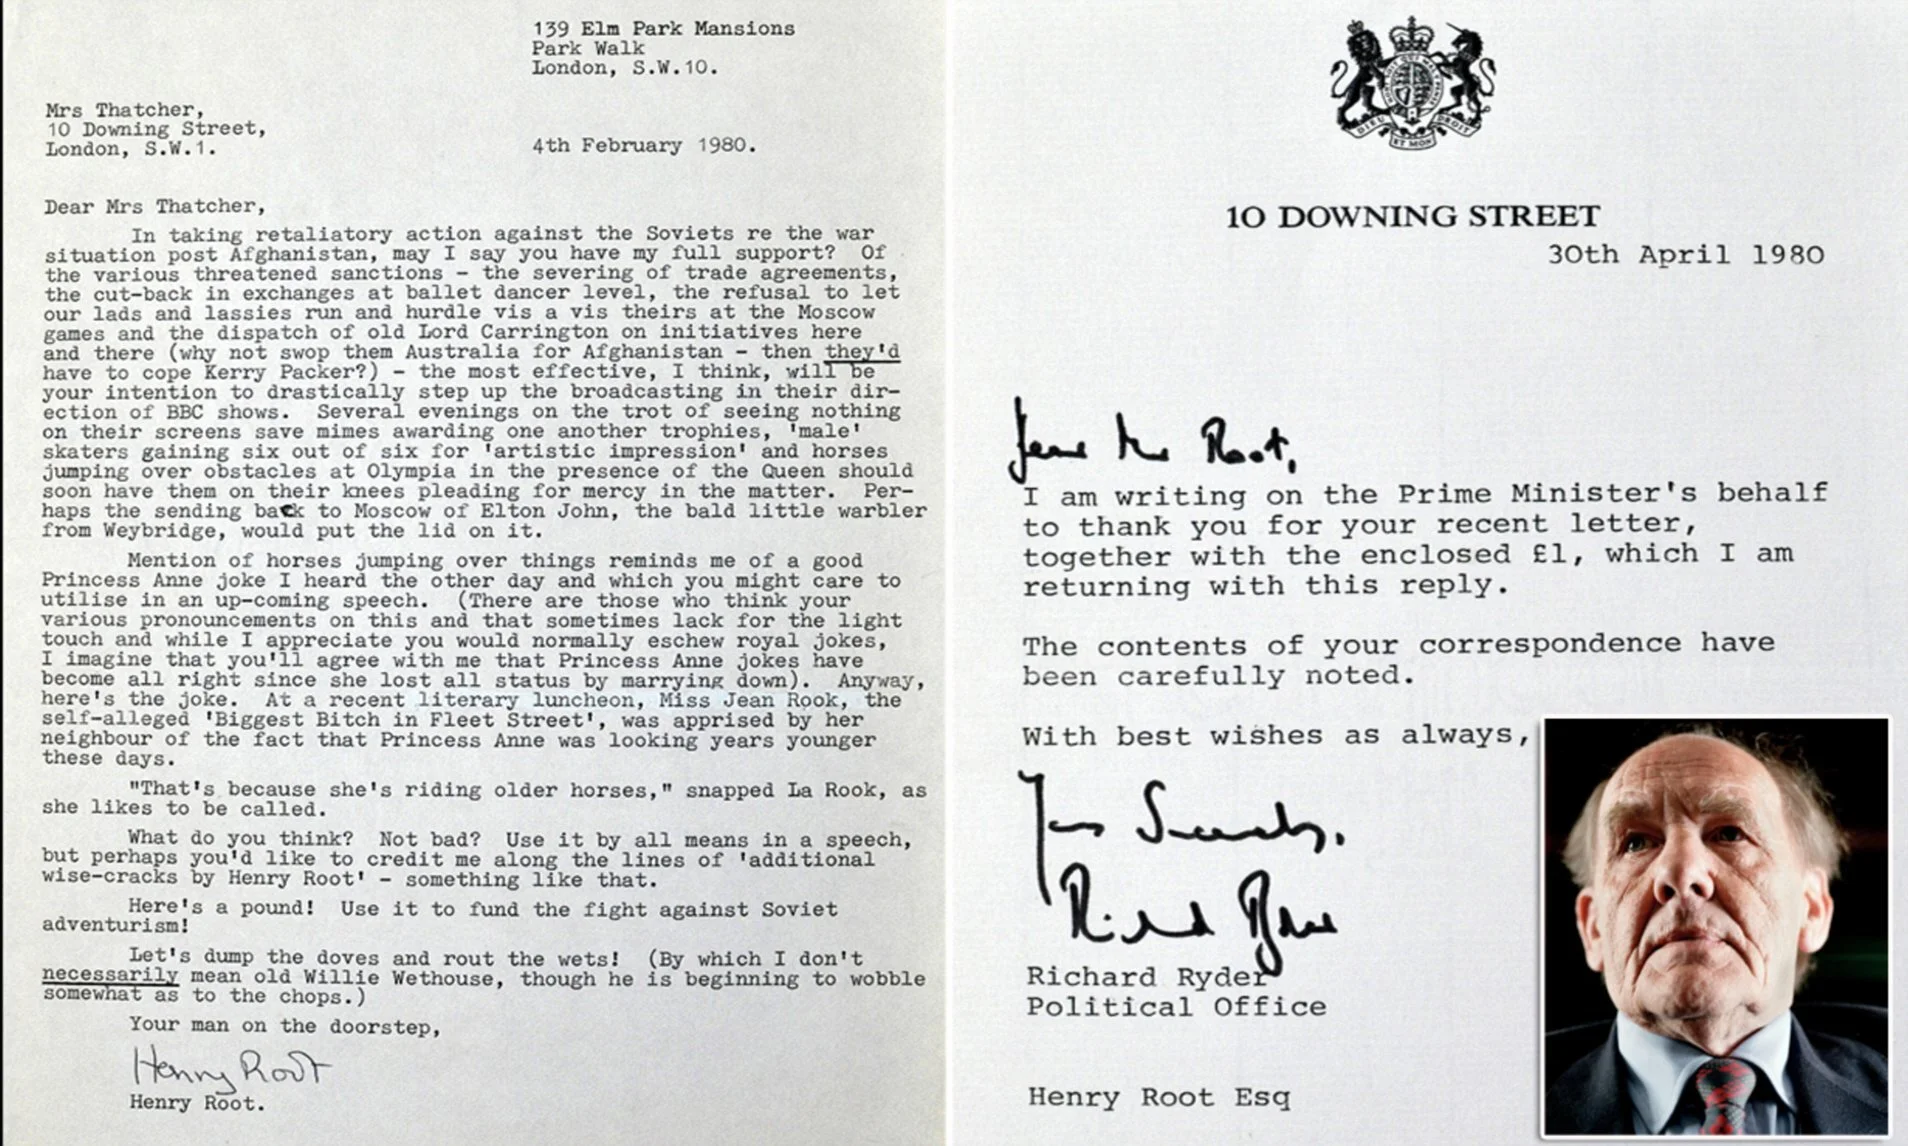 139 Elm Park Mansions
Park Walk
London, S.W.10.
Mrs Thatcher,
10 Downing Street,
London, S.W.1.
4th February 1980.
Dear Mrs Thatcher,
In taking retaliatory action against the Soviets re the war
situation post Afghanistan, may I say you have my full support? Of
the various threatened sanctions - the severing of trade agreements,
the cut-back in exchanges at ballet dancer level, the refusal to let
our lads and lassies run and hurdle vis a vis theirs at the Moscow
games and the dispatch of old Lord Carrington on initiatives here
and there (why not swop them Australia for Afghanistan - then they'd
have to cope Kerry Packer?) - the most effective, I think, will be
your intention to drastically step up the broadcasting in their dir-
ection of BBC shows. Several evenings on the trot of seeing nothing
on their screens save mimes awarding one another trophies, 'male'
skaters gaining six out of six for 'artistic impression' and horses
jumping over obstacles at Olympia in the presence of the Queen should
soon have them on their knees pleading for mercy in the matter. Per-
haps the sending back to Moscow of Elton John, the bald little warbler
from Weybridge, would put the lid on it.
Mention of horses jumping over things reminds me of a good
Princess Anne joke I heard the other day and which you might care to
utilise in an up-coming speech. (There are those who think your
various pronouncements on this and that sometimes lack for the light
touch and while I appreciate you would normally eschew royal jokes,
I imagine that you'll agree with me that Princess Anne jokes have
become all right since she lost all status by marrying down). Anyway,
here's the joke. At a recent literary luncheon, Miss Jean Rook, the
self-alleged 'Biggest Bitch in Fleet Street', was apprised by her
neighbour of the fact that Princess Anne was looking years younger
these days.
"That's because she's riding older horses," snapped La Rook, as
she likes to be called.
What do you think? Not bad? Use it by all means in a speech,
but perhaps you'd like to credit me along the lines of 'additional
wise-cracks by Henry Root' - something like that.
Here's a pound! Use it to fund the fight against Soviet
adventurism!
Let's dump the doves and rout the wets! (By which I don't
necessarily mean old Willie Wethouse, though he is beginning to wobble
somewhat as to the chops.)
Your man on the doorstep,
Henry Root
Henry Root.
DIEU ET MON DROIT
10 DOWNING STREET
30th April 1980
Dear Mr Root,
I am writing on the Prime Minister's behalf
to thank you for your recent letter,
together with the enclosed £1, which I am
returning with this reply.
The contents of your correspondence have
been carefully noted.
With best wishes as always,
Yours Sincerely,
Richard Ryder
Richard Ryder
Political Office
Henry Root Esq